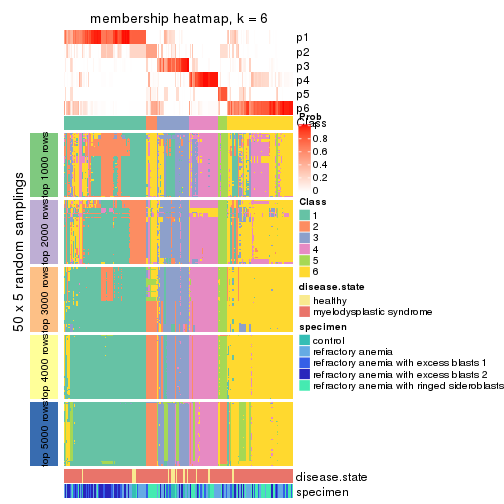 membership heatmap, k = 6
p1
p2
p3
p4
p5
p6
Class
50 x 5 random samplings
top 1000 rows
top 2000 rows
top 3000 rows
top 4000 rows
top 5000 rows
disease.state
specimen
Prob
1
0.8
0.6
0.4
0.2
0
Class
1
2
3
4
5
6
disease.state
healthy
myelodysplastic syndrome
specimen
control
refractory anemia
refractory anemia with excess blasts 1
refractory anemia with excess blasts 2
refractory anemia with ringed sideroblasts